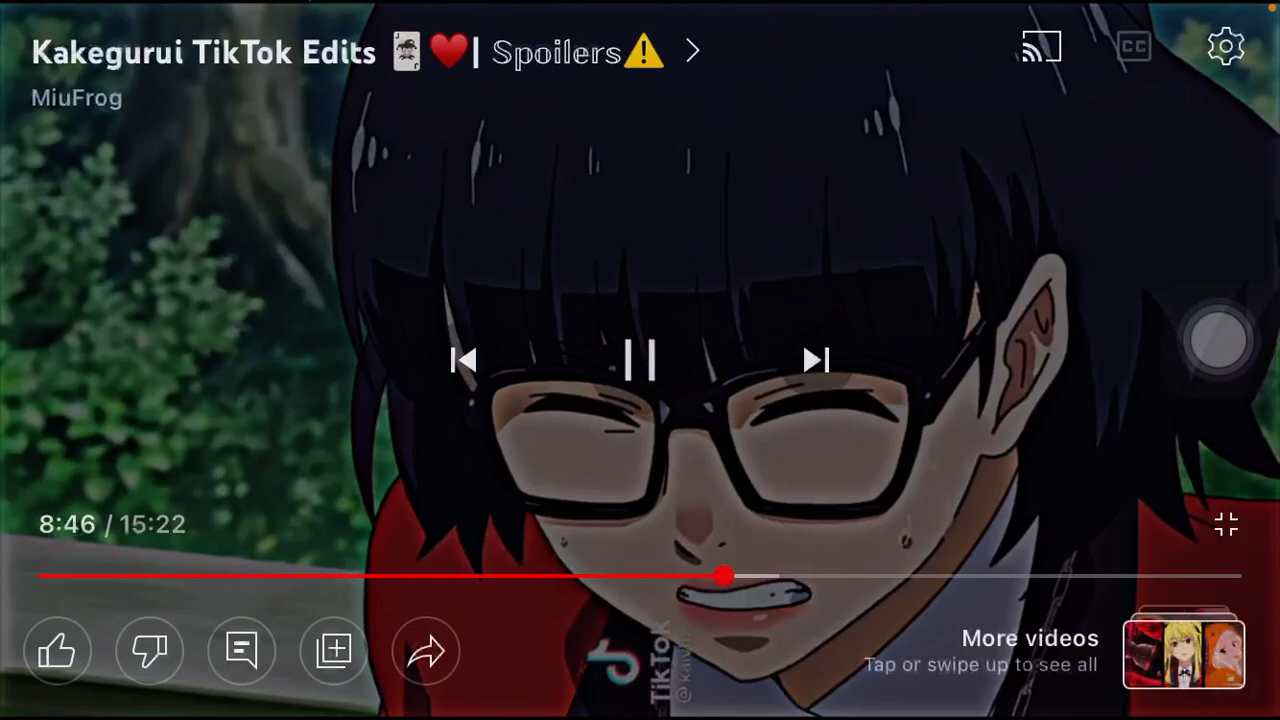 Kakegurui TikTok Edits 🃏♥️| Spoilers⚠️
MiuFrog
CC
8:46 / 15:22
More videos
Tap or swipe up to see all
TikTok